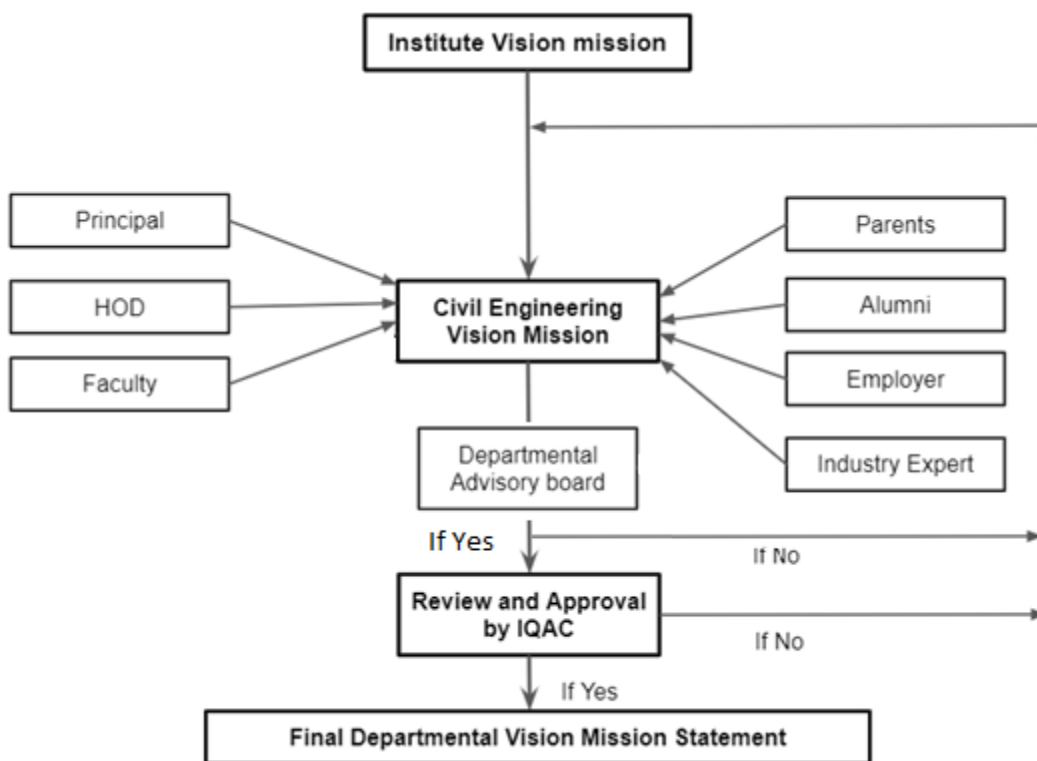 Institute Vision mission
Principal
HOD
Faculty
Civil Engineering
Vision Mission
Parents
Alumni
Employer
Industry Expert
Departmental
Advisory board
If Yes
If No
Review and Approval
by IQAC
If No
If Yes
Final Departmental Vision Mission Statement